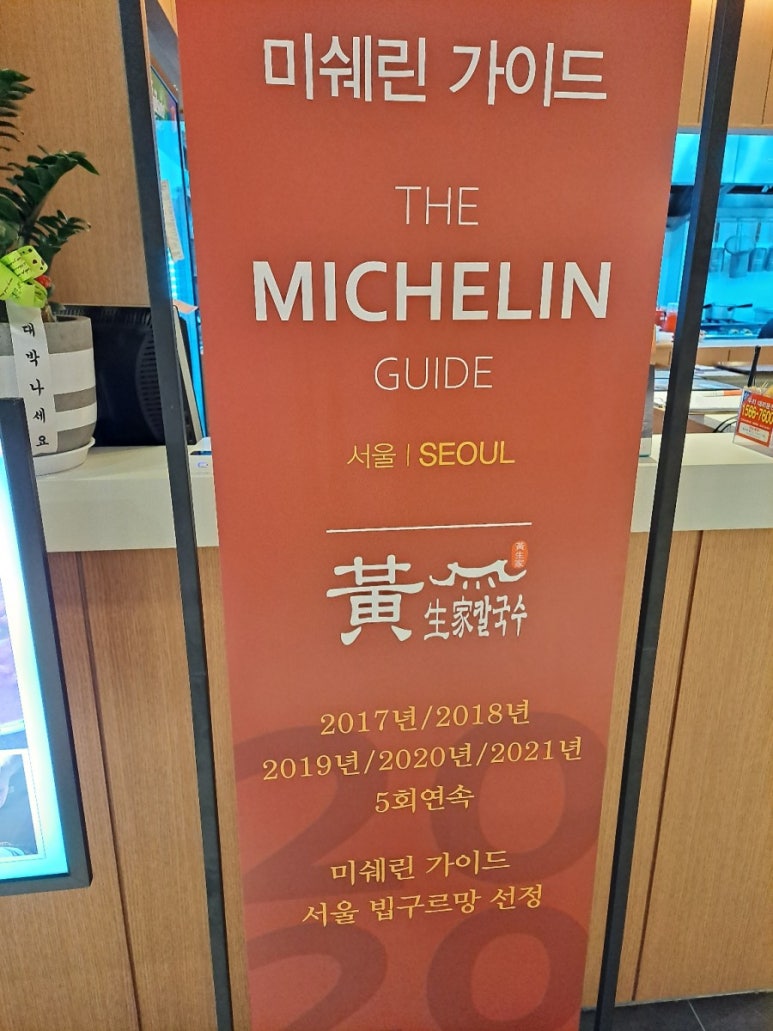 미쉐린 가이드
THE
MICHELIN
GUIDE
서울 | SEOUL
黃生家칼국수
黃生家
2017년/2018년
2019년/2020년/2021년
5회연속
미쉐린 가이드
서울 빕구르망 선정
2020
대박나세요
1566-7600